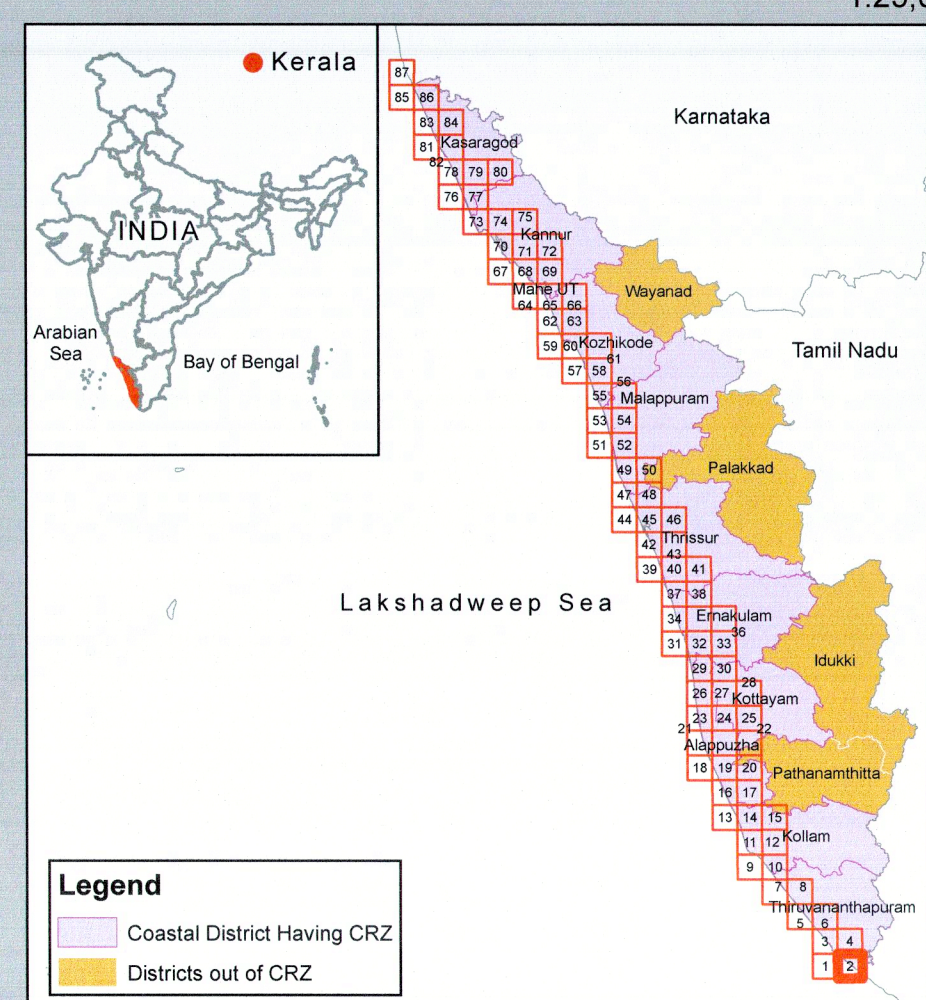 Kerala
INDIA
Arabian
Sea
Bay of Bengal
Karnataka
87
85 86
83 84
81 Kasaragod
82
78 79 80
76 77
73 74 75
Kannur
70 71 72
67 68 69
Wayanad
Mahe UT
64 65 66
62 63
59 60 Kozhikode
61
Tamil Nadu
57 58
56
55 Malappuram
53 54
51 52
49 50 Palakkad
47 48
44 45 46
42 Thrissur
43
39 40 41
37 38
Lakshadweep Sea
34 Ernakulam
36
31 32 33
Idukki
29 30
28
26 27 Kottayam
23 24 25
21 22
Alappuzha
18 19 20 Pathanamthitta
16 17
13 14 15
11 12 Kollam
9 10
7 8
Thiruvananthapuram
5 6
3 4
1 2
Legend
Coastal District Having CRZ
Districts out of CRZ